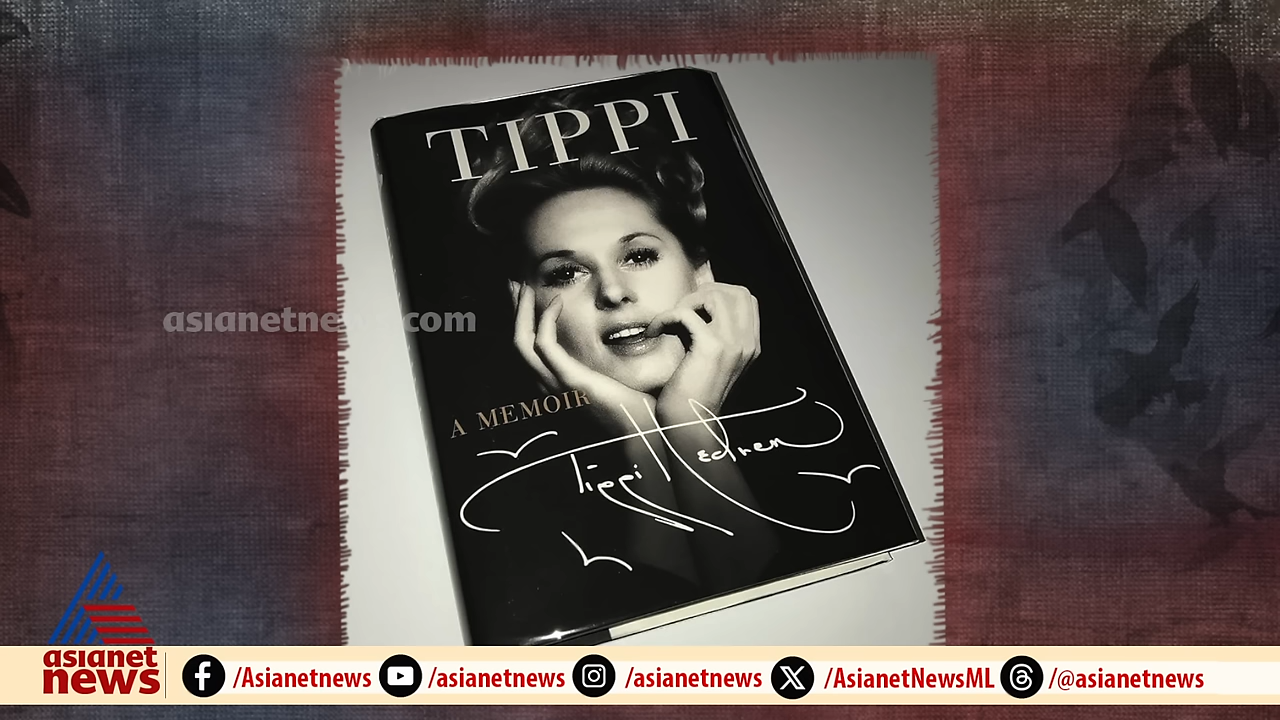 TIPPI
asianetnews.com
A MEMOIR
Tippi Hedren
asianet
news
/Asianetnews
/asianetnews
/asianetnews
/AsianetNewsML
/@asianetnews